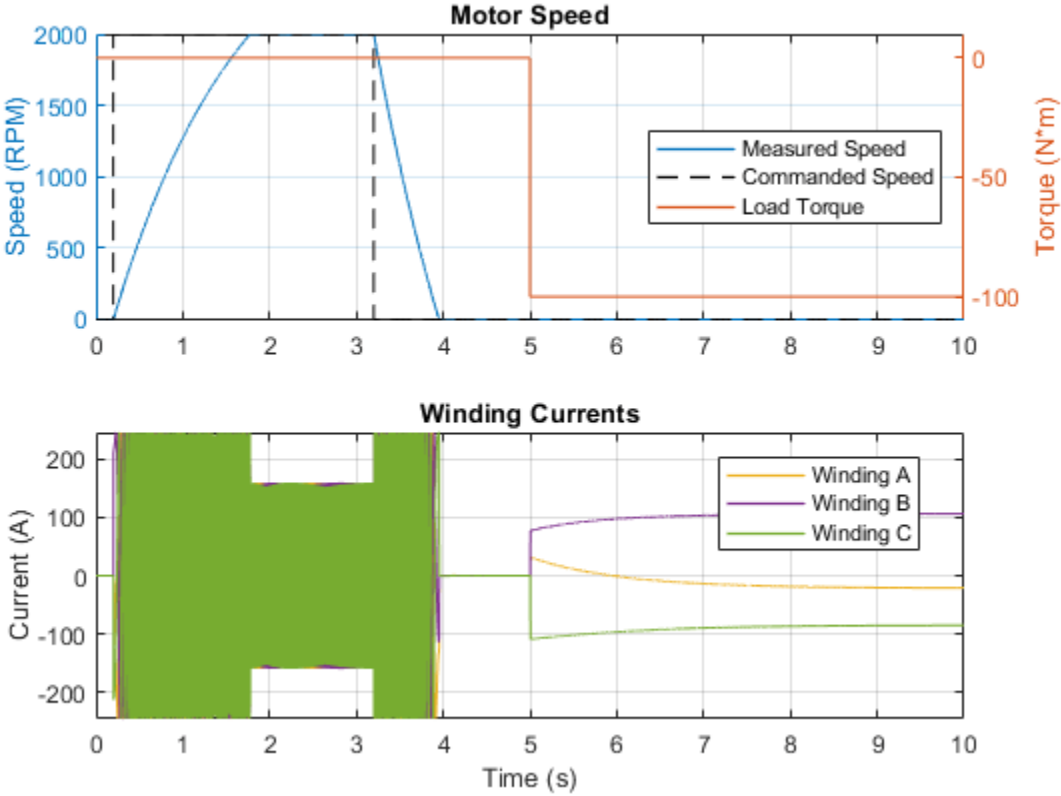 Motor Speed
2000
1500
1000
500
0
Speed (RPM)
0
-50
-100
Torque (N*m)
Measured Speed
Commanded Speed
Load Torque
0 1 2 3 4 5 6 7 8 9 10
Winding Currents
200
100
0
-100
-200
Current (A)
Winding A
Winding B
Winding C
0 1 2 3 4 5 6 7 8 9 10
Time (s)